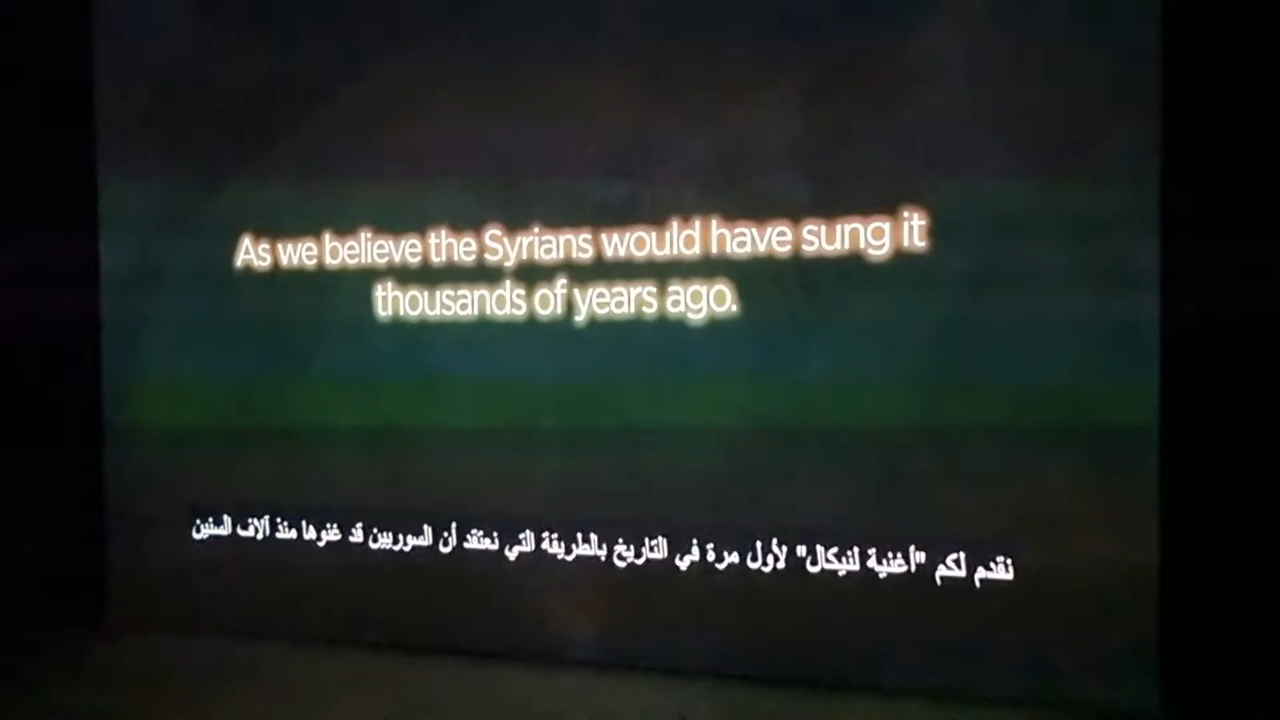 As we believe the Syrians would have sung it
thousands of years ago.
نقدم لكم "أغنية لنيكال" لأول مرة في التاريخ بالطريقة التي نعتقد أن السوريين قد غنوها منذ آلاف السنين